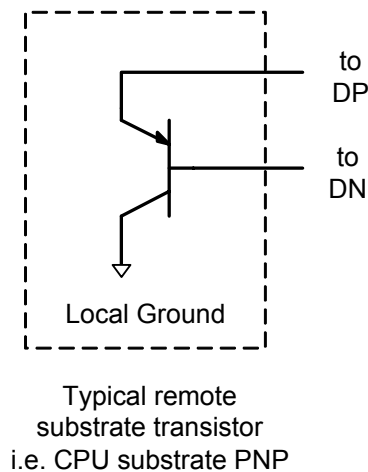 to
DP
to
DN
Local Ground
Typical remote
substrate transistor
i.e. CPU substrate PNP